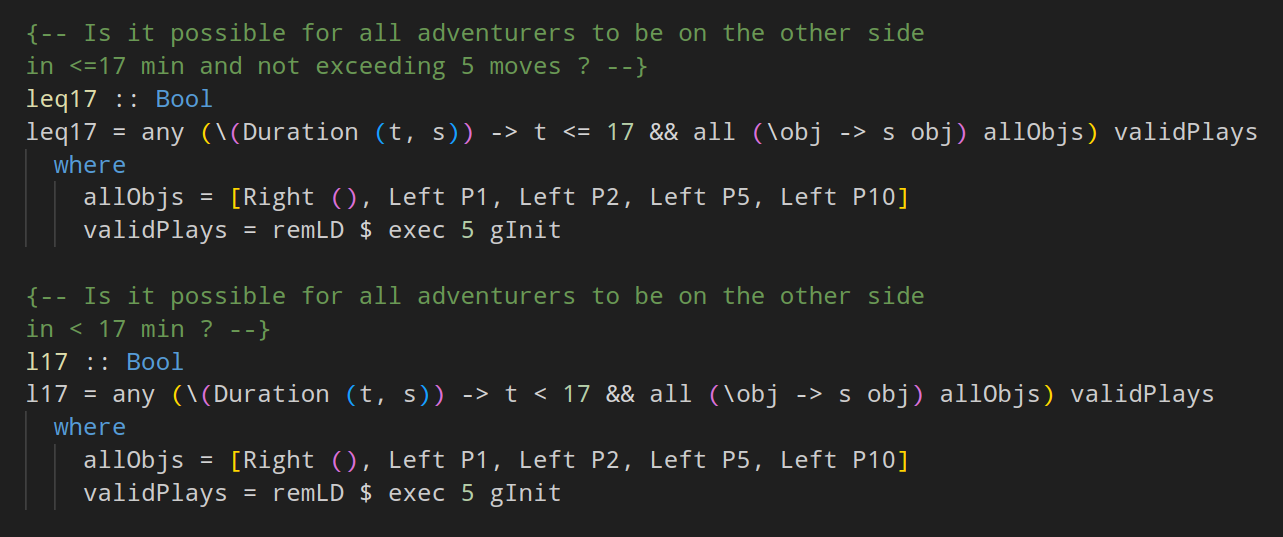 {-- Is it possible for all adventurers to be on the other side
in <=17 min and not exceeding 5 moves ? --}
leq17 :: Bool
leq17 = any (\(Duration (t, s)) -> t <= 17 && all (\obj -> s obj) allObjs) validPlays
where
allObjs = [Right (), Left P1, Left P2, Left P5, Left P10]
validPlays = remLD $ exec 5 gInit
{-- Is it possible for all adventurers to be on the other side
in < 17 min ? --}
l17 :: Bool
l17 = any (\(Duration (t, s)) -> t < 17 && all (\obj -> s obj) allObjs) validPlays
where
allObjs = [Right (), Left P1, Left P2, Left P5, Left P10]
validPlays = remLD $ exec 5 gInit